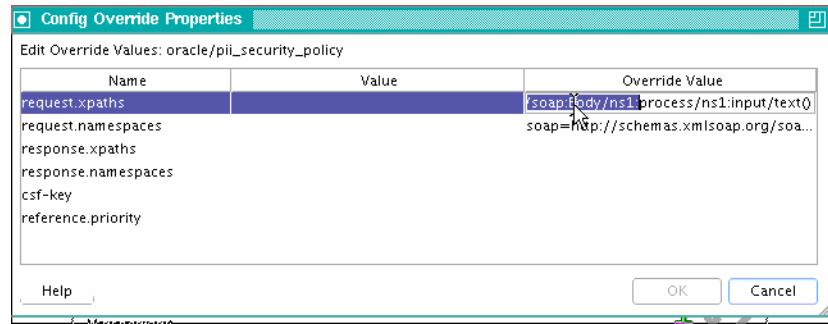 Config Override Properties
Edit Override Values: oracle/pii_security_policy
Name Value Override Value
request.xpaths /soap:Body/ns1:process/ns1:input/text()
request.namespaces soap=http://schemas.xmlsoap.org/soa...
response.xpaths
response.namespaces
csf-key
reference.priority
Help OK Cancel